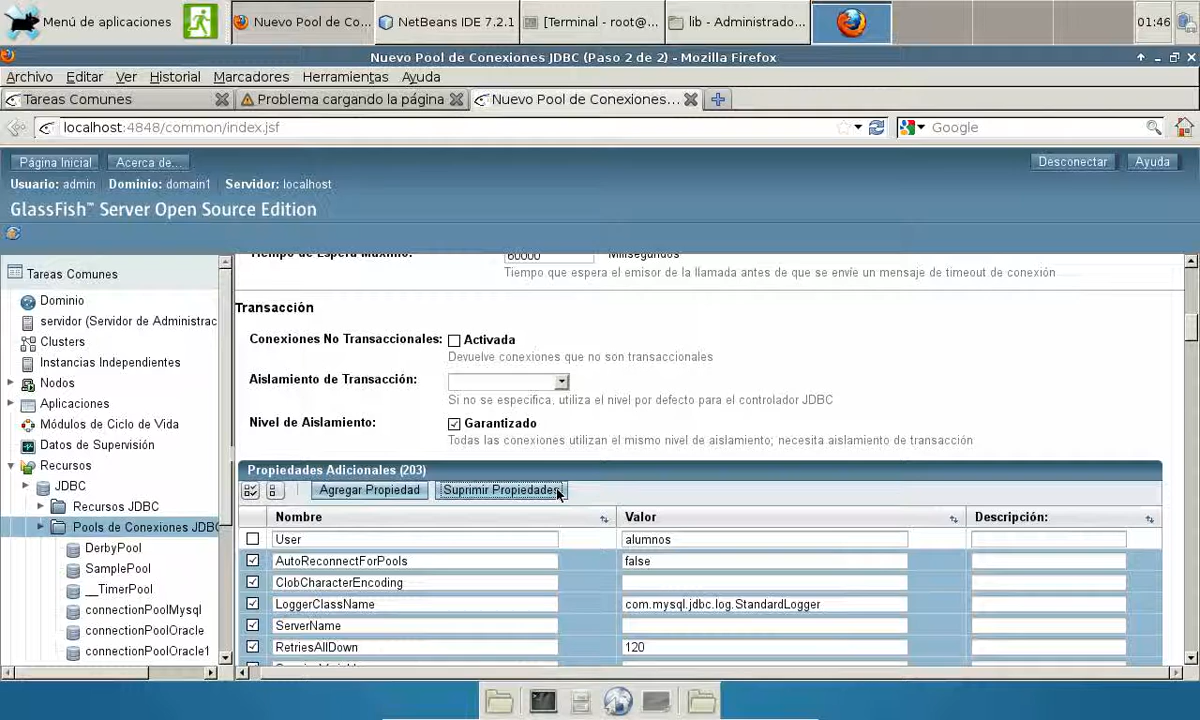 Menú de aplicaciones
Nuevo Pool de Co...
NetBeans IDE 7.2.1
[Terminal - root@...
lib - Administrado...
01:46
Nuevo Pool de Conexiones JDBC (Paso 2 de 2) - Mozilla Firefox
Archivo Editar Ver Historial Marcadores Herramientas Ayuda
Tareas Comunes
Problema cargando la página
Nuevo Pool de Conexiones...
localhost:4848/common/index.jsf
Google
Página Inicial
Acerca de...
Desconectar
Ayuda
Usuario: admin Dominio: domain1 Servidor: localhost
GlassFish™ Server Open Source Edition
Tareas Comunes
Dominio
servidor (Servidor de Administrac
Clusters
Instancias Independientes
Nodos
Aplicaciones
Módulos de Ciclo de Vida
Datos de Supervisión
Recursos
JDBC
Recursos JDBC
Pools de Conexiones JDBC
DerbyPool
SamplePool
__TimerPool
connectionPoolMysql
connectionPoolOracle
connectionPoolOracle1
Tiempo de Espera Máximo: 60000 Milisegundos
Tiempo que espera el emisor de la llamada antes de que se envíe un mensaje de timeout de conexión
Transacción
Conexiones No Transaccionales: Activada
Devuelve conexiones que no son transaccionales
Aislamiento de Transacción:
Si no se especifica, utiliza el nivel por defecto para el controlador JDBC
Nivel de Aislamiento: Garantizado
Todas las conexiones utilizan el mismo nivel de aislamiento; necesita aislamiento de transacción
Propiedades Adicionales (203)
Agregar Propiedad
Suprimir Propiedades
Nombre Valor Descripción:
User alumnos
AutoReconnectForPools false
ClobCharacterEncoding
LoggerClassName com.mysql.jdbc.log.StandardLogger
ServerName
RetriesAllDown 120